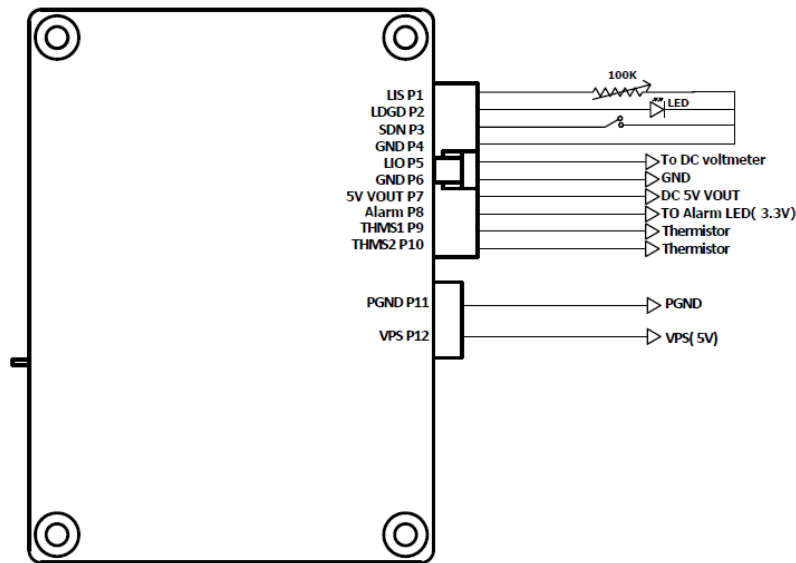 100K
LIS P1
LDGD P2
LED
SDN P3
GND P4
LIO P5
To DC voltmeter
GND P6
GND
5V VOUT P7
DC 5V VOUT
Alarm P8
TO Alarm LED( 3.3V)
THMS1 P9
Thermistor
THMS2 P10
Thermistor
PGND P11
PGND
VPS P12
VPS( 5V)